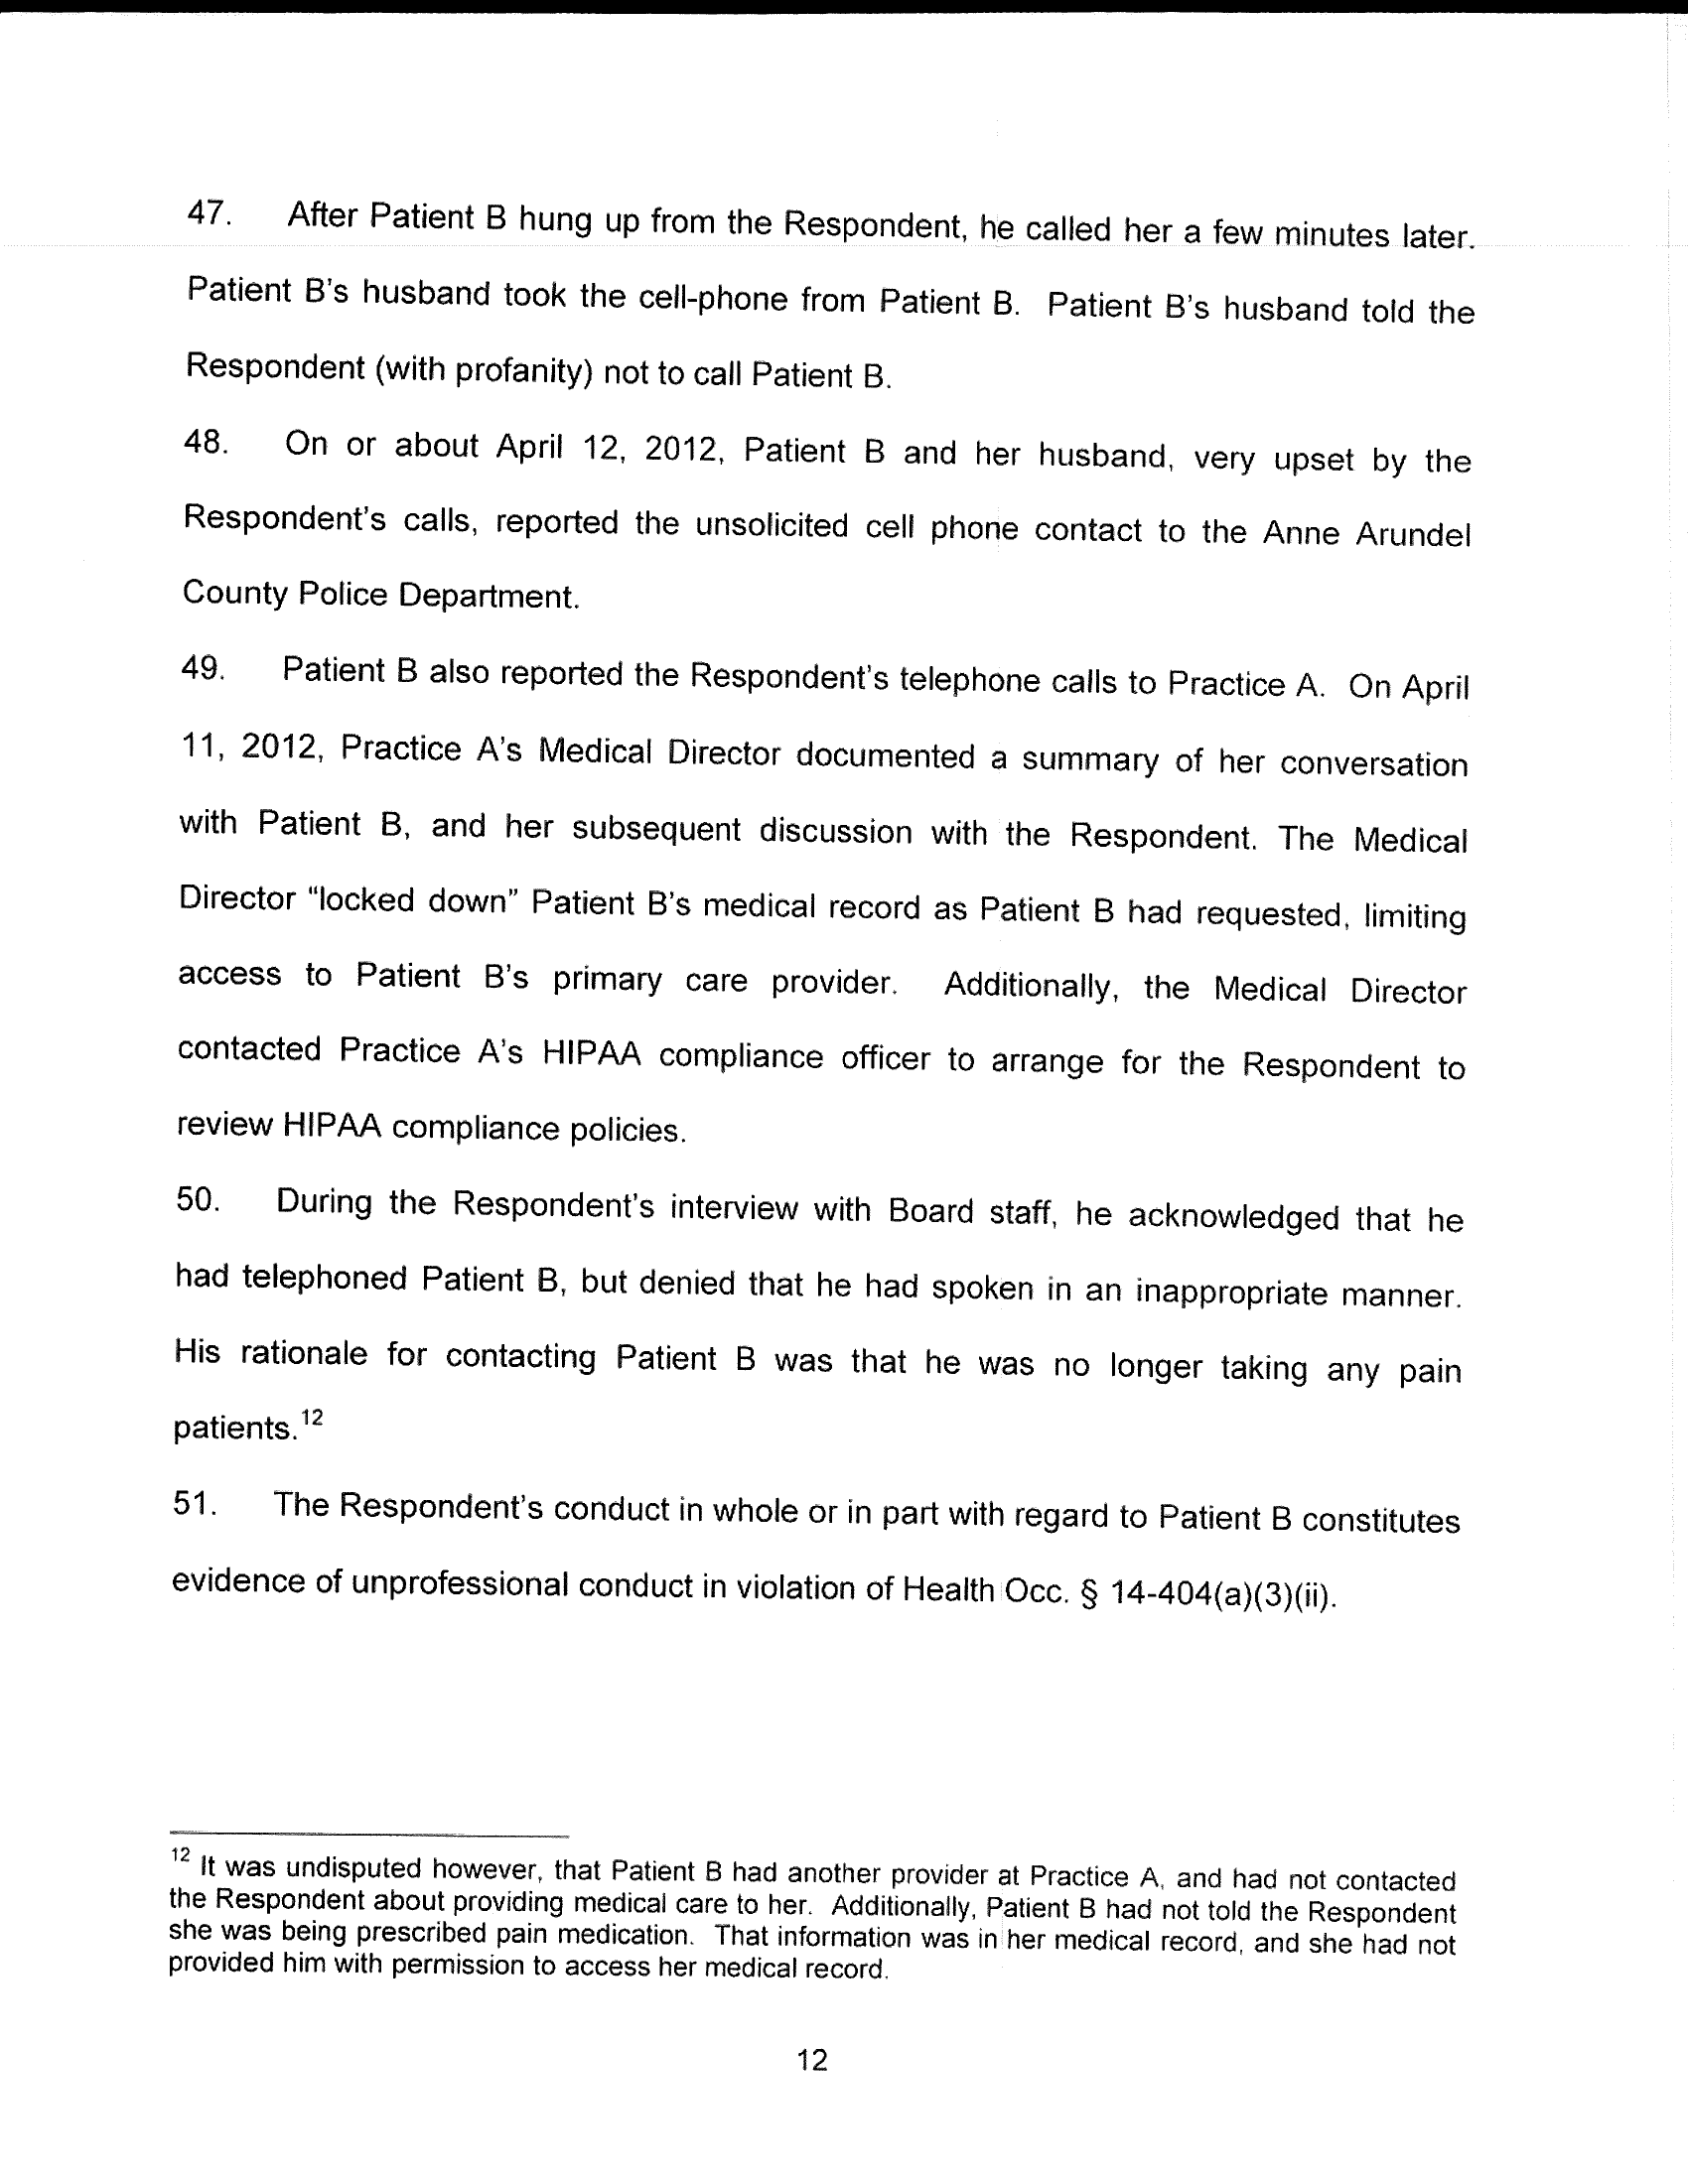 47. After Patient B hung up from the Respondent, he called her a few minutes later.
Patient B's husband took the cell-phone from Patient B. Patient B's husband told the
Respondent (with profanity) not to call Patient B.
48. On or about April 12, 2012, Patient B and her husband, very upset by the
Respondent's calls, reported the unsolicited cell phone contact to the Anne Arundel
County Police Department.
49. Patient B also reported the Respondent's telephone calls to Practice A. On April
11, 2012, Practice A's Medical Director documented a summary of her conversation
with Patient B, and her subsequent discussion with the Respondent. The Medical
Director “locked down” Patient B's medical record as Patient B had requested, limiting
access to Patient B's primary care provider. Additionally, the Medical Director
contacted Practice A's HIPAA compliance officer to arrange for the Respondent to
review HIPAA compliance policies.
50. During the Respondent's interview with Board staff, he acknowledged that he
had telephoned Patient B, but denied that he had spoken in an inappropriate manner.
His rationale for contacting Patient B was that he was no longer taking any pain
patients.12
51. The Respondent's conduct in whole or in part with regard to Patient B constitutes
evidence of unprofessional conduct in violation of Health Occ. § 14-404(a)(3)(ii).
12 It was undisputed however, that Patient B had another provider at Practice A, and had not contacted
the Respondent about providing medical care to her. Additionally, Patient B had not told the Respondent
she was being prescribed pain medication. That information was in her medical record, and she had not
provided him with permission to access her medical record.
12